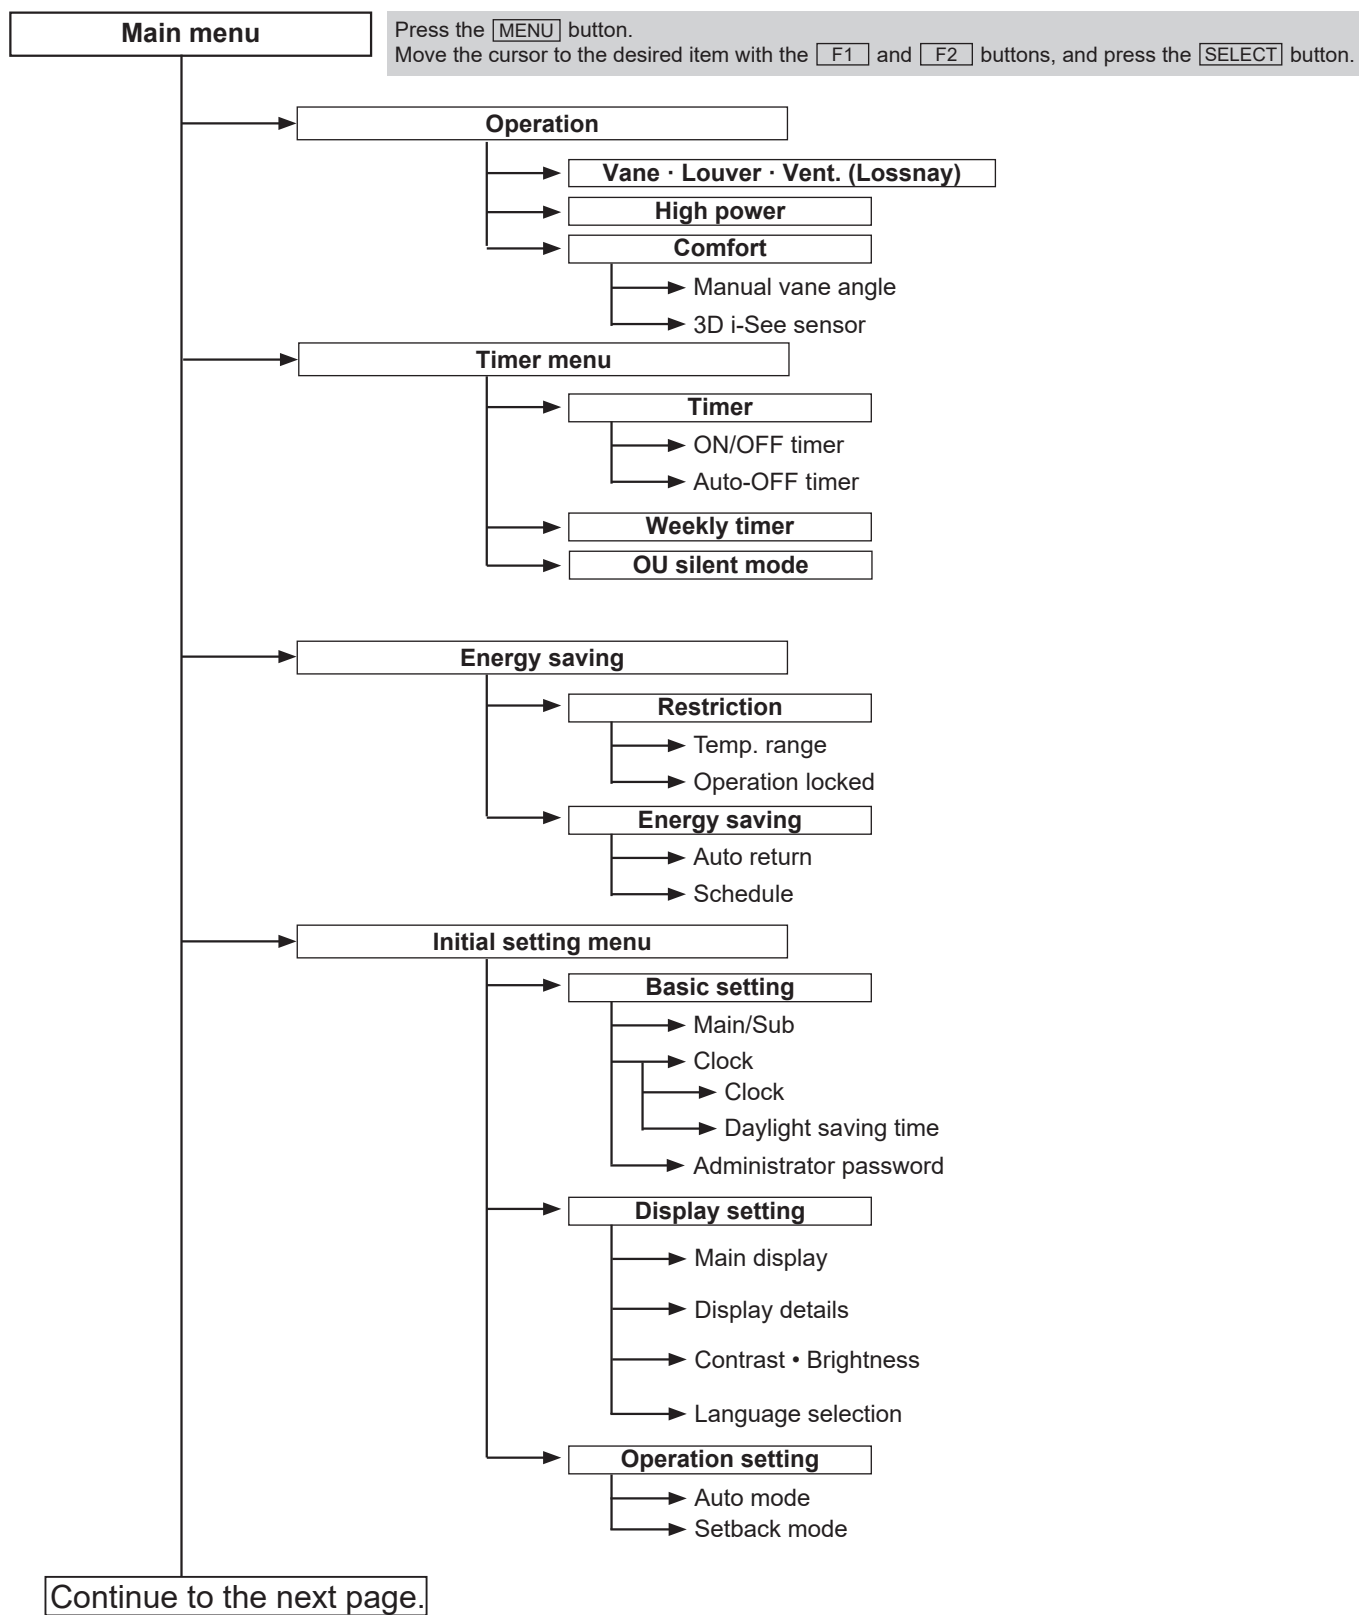 Main menu
Press the MENU button.
Move the cursor to the desired item with the F1 and F2 buttons, and press the SELECT button.
Operation
Vane · Louver · Vent. (Lossnay)
High power
Comfort
Manual vane angle
3D i-See sensor
Timer menu
Timer
ON/OFF timer
Auto-OFF timer
Weekly timer
OU silent mode
Energy saving
Restriction
Temp. range
Operation locked
Energy saving
Auto return
Schedule
Initial setting menu
Basic setting
Main/Sub
Clock
Clock
Daylight saving time
Administrator password
Display setting
Main display
Display details
Contrast • Brightness
Language selection
Operation setting
Auto mode
Setback mode
Continue to the next page.